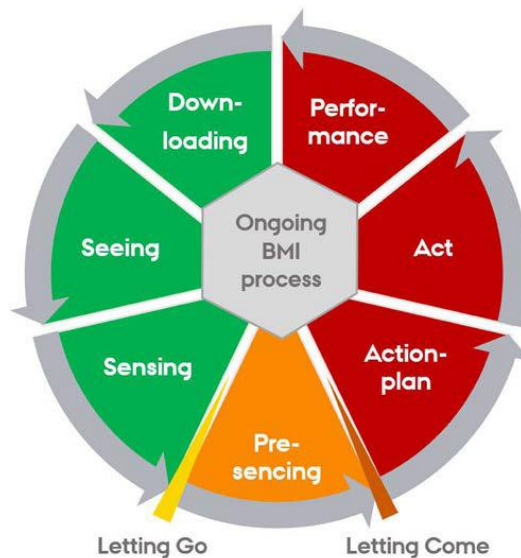 Down-
loading
Perfor-
mance
Seeing
Ongoing
BMI
process
Act
Sensing
Action-
plan
Pre-
sencing
Letting Go
Letting Come